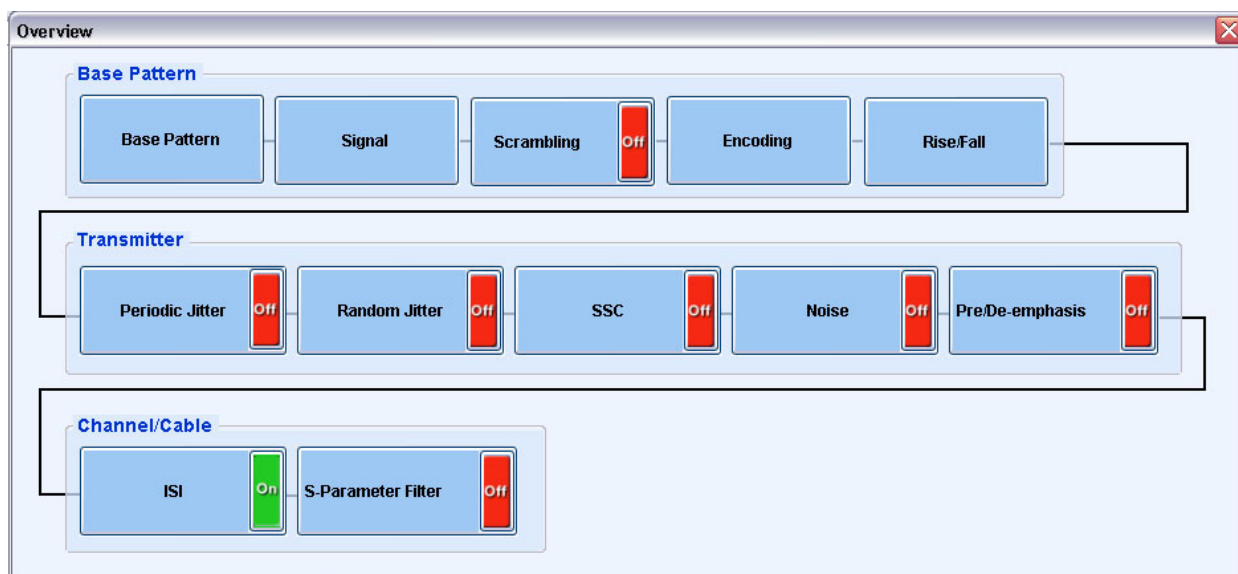 Overview
Base Pattern
Base Pattern
Signal
Scrambling
Off
Encoding
Rise/Fall
Transmitter
Periodic Jitter
Off
Random Jitter
Off
SSC
Off
Noise
Off
Pre/De-emphasis
Off
Channel/Cable
ISI
On
S-Parameter Filter
Off